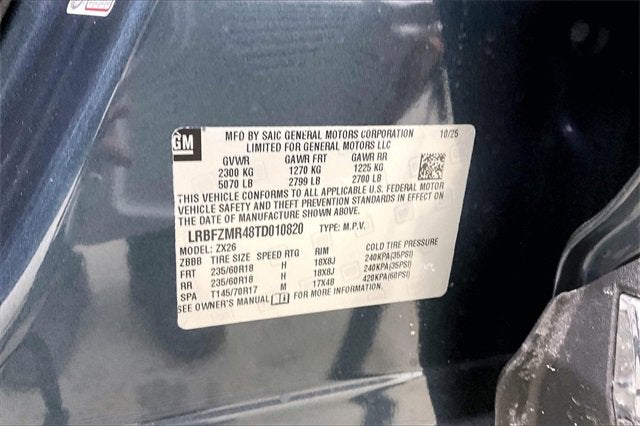 GM
MFD BY SAIC GENERAL MOTORS CORPORATION 10/25
LIMITED FOR GENERAL MOTORS LLC
GVWR GAWR FRT GAWR RR
2300 KG 1270 KG 1225 KG
5070 LB 2799 LB 2700 LB
THIS VEHICLE CONFORMS TO ALL APPLICABLE U.S. FEDERAL MOTOR
VEHICLE SAFETY AND THEFT PREVENTION STANDARDS IN EFFECT ON
THE DATE OF MANUFACTURE SHOWN ABOVE.
LRBFZMR48TD010820 TYPE: M.P.V.
MODEL: ZX26
ZBBB TIRE SIZE SPEED RTG RIM COLD TIRE PRESSURE
FRT 235/60R18 H 18X8J 240KPA(35PSI)
RR 235/60R18 H 18X8J 240KPA(35PSI)
SPA T145/70R17 M 17X4B 420KPA(60PSI)
SEE OWNER'S MANUAL FOR MORE INFORMATION.